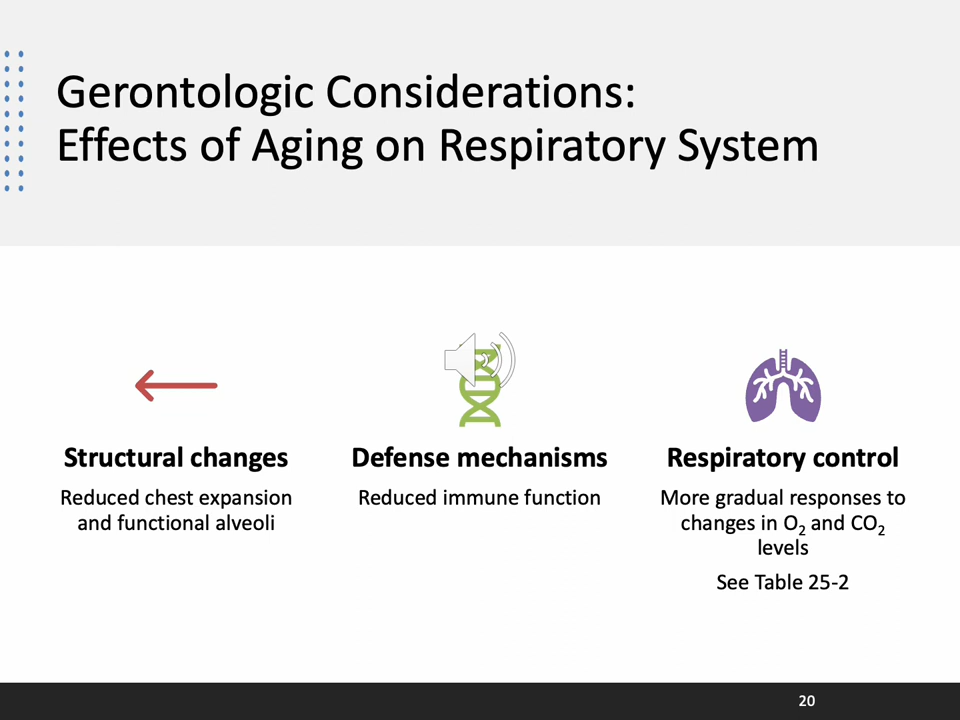 Gerontologic Considerations:
Effects of Aging on Respiratory System
Structural changes
Reduced chest expansion
and functional alveoli
Defense mechanisms
Reduced immune function
Respiratory control
More gradual responses to
changes in O₂ and CO₂
levels
See Table 25-2
20